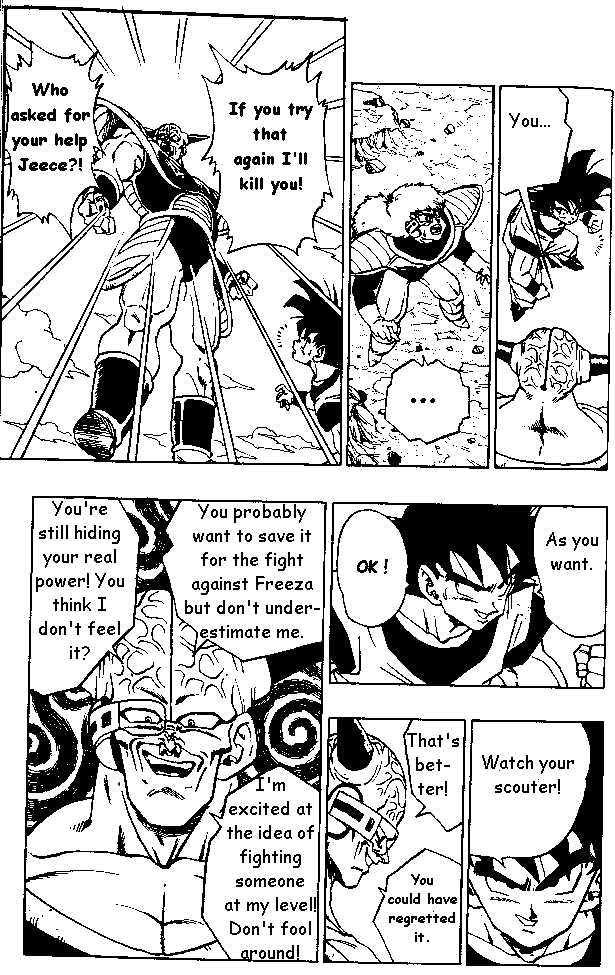 Who
asked for
your help
Jeece?!
If you try
that
again I'll
kill you!
...
You...
You're
still hiding
your real
power! You
think I
don't feel
it?
You probably
want to save it
for the fight
against Freeza
but don't under-
estimate me.
I'm
excited at
the idea of
fighting
someone
at my level!
Don't fool
around!
OK !
As you
want.
That's
bet-
ter!
You
could have
regretted
it.
Watch your
scouter!